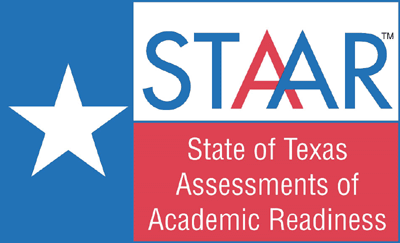 STAAR™
State of Texas
Assessments of
Academic Readiness